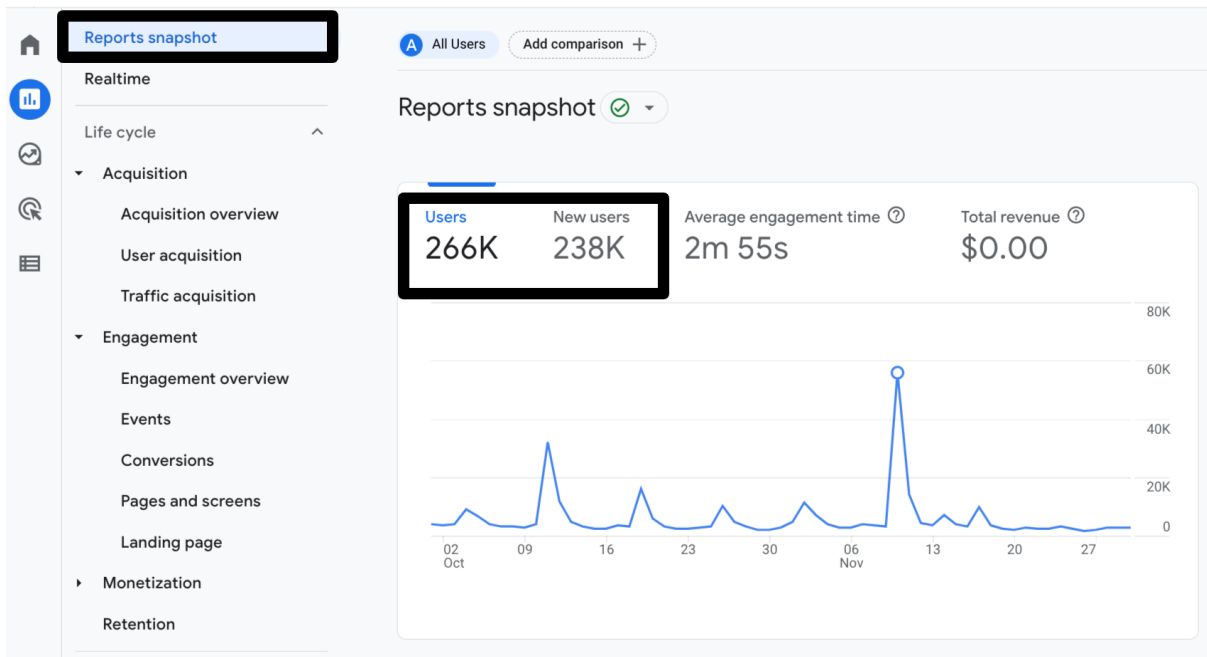 Reports snapshot
Realtime
Life cycle
Acquisition
Acquisition overview
User acquisition
Traffic acquisition
Engagement
Engagement overview
Events
Conversions
Pages and screens
Landing page
Monetization
Retention
A All Users
Add comparison +
Reports snapshot
Users New users Average engagement time Total revenue
266K 238K 2m 55s $0.00
80K
60K
40K
20K
0
02 09 16 23 30 06 13 20 27
Oct Nov